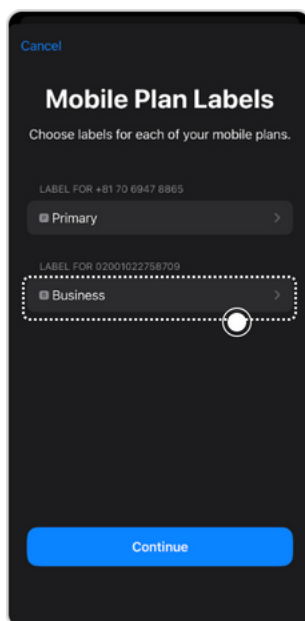 Cancel
Mobile Plan Labels
Choose labels for each of your mobile plans.
LABEL FOR +81 70 6947 8865
P Primary
LABEL FOR 02001022758709
B Business
Continue